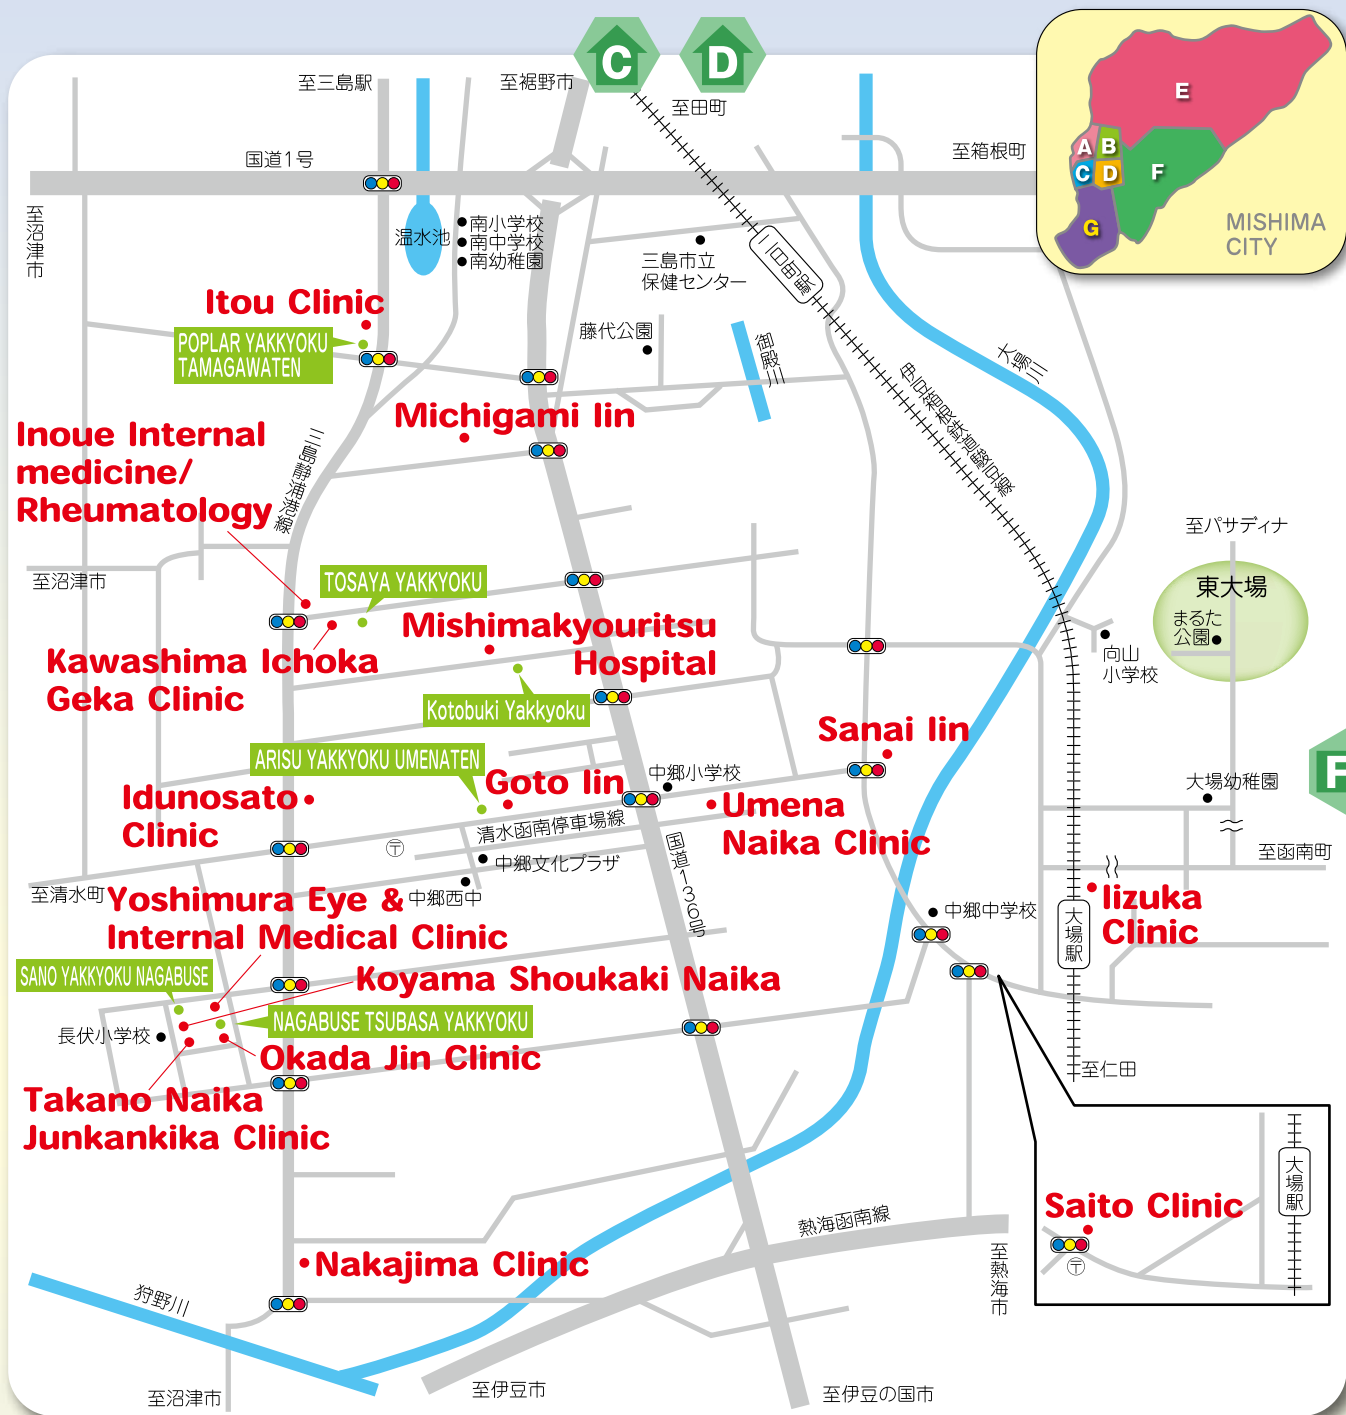 C
D
至三島駅
至裾野市
至田町
国道1号
至箱根町
至沼津市
E
A
B
C
D
F
G
MISHIMA
CITY
温水池
南小学校
南中学校
南幼稚園
三島市立
保健センター
二日町駅
Itou Clinic
POPLAR YAKKYOKU
TAMAGAWATEN
藤代公園
御殿川
大場川
伊豆箱根鉄道駿豆線
Michigami Iin
Inoue Internal
medicine/
Rheumatology
三島静浦港線
至沼津市
至パサディナ
東大場
まるた
公園
TOSAYA YAKKYOKU
Mishimakyouritsu
Hospital
Kawashima Ichoka
Geka Clinic
Kotobuki Yakkyoku
向山
小学校
Sanai Iin
ARISU YAKKYOKU UMENATEN
Goto Iin
中郷小学校
F
大場幼稚園
Idunosato
Clinic
Umena
Naika Clinic
清水函南停車場線
〒
中郷文化プラザ
国道136号
至函南町
至清水町
中郷西中
Yoshimura Eye &
Internal Medical Clinic
中郷中学校
大場駅
Iizuka
Clinic
SANO YAKKYOKU NAGABUSE
Koyama Shoukaki Naika
NAGABUSE TSUBASA YAKKYOKU
長伏小学校
Okada Jin Clinic
至仁田
Takano Naika
Junkankika Clinic
大場駅
Saito Clinic
〒
熱海函南線
至熱海市
Nakajima Clinic
狩野川
至沼津市
至伊豆市
至伊豆の国市